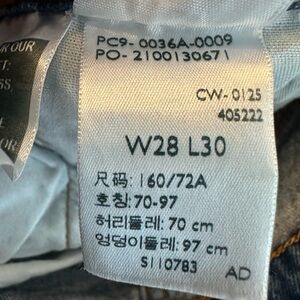 PC9-0036A-0009
PO-2100130671
CW-0125
405222
W28 L30
尺码: 160/72A
호칭: 70-97
허리둘레: 70 cm
엉덩이둘레: 97 cm
S110783 AD
OUR